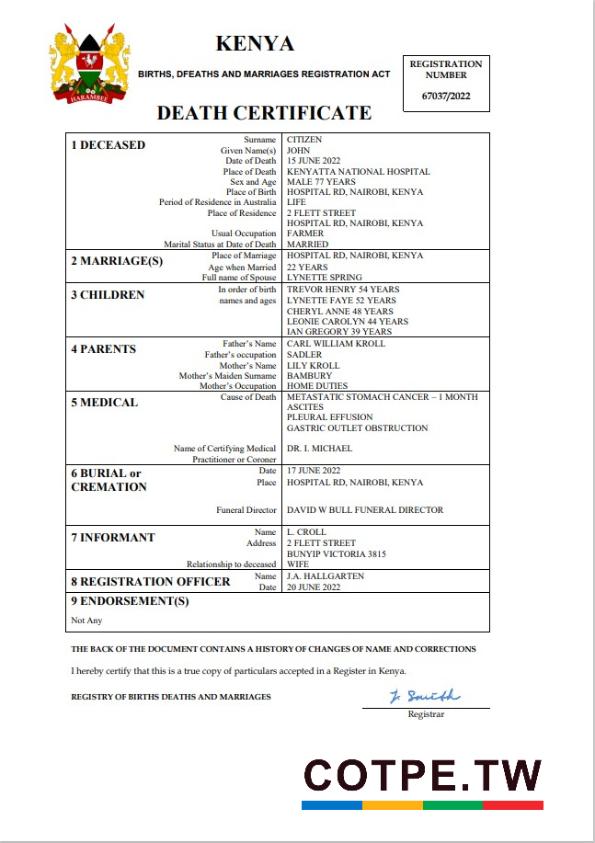 KENYA
BIRTHS, DFEATHS AND MARRIAGES REGISTRATION ACT
REGISTRATION
NUMBER
67037/2022
HARAMBEE
DEATH CERTIFICATE
1 DECEASED
Surname CITIZEN
Given Name(s) JOHN
Date of Death 15 JUNE 2022
Place of Death KENYATTA NATIONAL HOSPITAL
Sex and Age MALE 77 YEARS
Place of Birth HOSPITAL RD, NAIROBI, KENYA
Period of Residence in Australia LIFE
Place of Residence 2 FLETT STREET
HOSPITAL RD, NAIROBI, KENYA
Usual Occupation FARMER
Marital Status at Date of Death MARRIED
2 MARRIAGE(S)
Place of Marriage HOSPITAL RD, NAIROBI, KENYA
Age when Married 22 YEARS
Full name of Spouse LYNETTE SPRING
3 CHILDREN
In order of birth TREVOR HENRY 54 YEARS
names and ages LYNETTE FAYE 52 YEARS
CHERYL ANNE 48 YEARS
LEONIE CAROLYN 44 YEARS
IAN GREGORY 39 YEARS
4 PARENTS
Father's Name CARL WILLIAM KROLL
Father's occupation SADLER
Mother's Name LILY KROLL
Mother's Maiden Surname BAMBURY
Mother's Occupation HOME DUTIES
5 MEDICAL
Cause of Death METASTATIC STOMACH CANCER – 1 MONTH
ASCITES
PLEURAL EFFUSION
GASTRIC OUTLET OBSTRUCTION
Name of Certifying Medical DR. I. MICHAEL
Practitioner or Coroner
6 BURIAL or
CREMATION
Date 17 JUNE 2022
Place HOSPITAL RD, NAIROBI, KENYA
Funeral Director DAVID W BULL FUNERAL DIRECTOR
7 INFORMANT
Name L. CROLL
Address 2 FLETT STREET
BUNYIP VICTORIA 3815
Relationship to deceased WIFE
8 REGISTRATION OFFICER
Name J.A. HALLGARTEN
Date 20 JUNE 2022
9 ENDORSEMENT(S)
Not Any
THE BACK OF THE DOCUMENT CONTAINS A HISTORY OF CHANGES OF NAME AND CORRECTIONS
I hereby certify that this is a true copy of particulars accepted in a Register in Kenya.
REGISTRY OF BIRTHS DEATHS AND MARRIAGES
J. Smith
Registrar
COTPE.TW